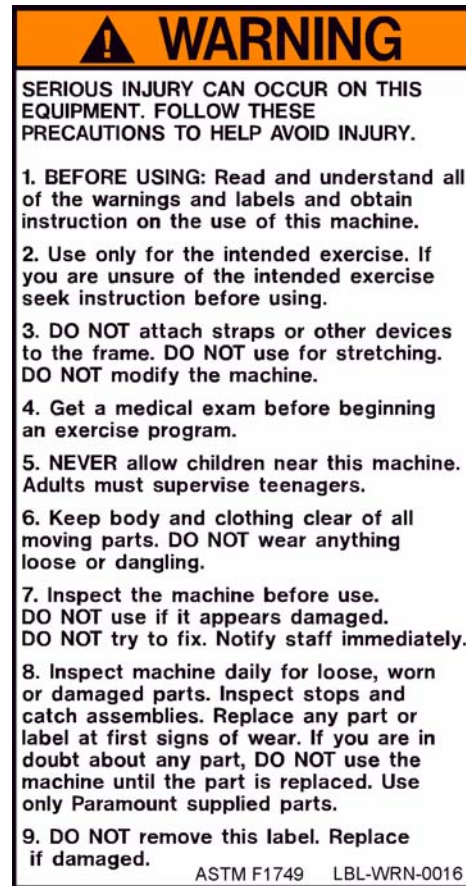 WARNING
SERIOUS INJURY CAN OCCUR ON THIS
EQUIPMENT. FOLLOW THESE
PRECAUTIONS TO HELP AVOID INJURY.
1. BEFORE USING: Read and understand all
of the warnings and labels and obtain
instruction on the use of this machine.
2. Use only for the intended exercise. If
you are unsure of the intended exercise
seek instruction before using.
3. DO NOT attach straps or other devices
to the frame. DO NOT use for stretching.
DO NOT modify the machine.
4. Get a medical exam before beginning
an exercise program.
5. NEVER allow children near this machine.
Adults must supervise teenagers.
6. Keep body and clothing clear of all
moving parts. DO NOT wear anything
loose or dangling.
7. Inspect the machine before use.
DO NOT use if it appears damaged.
DO NOT try to fix. Notify staff immediately.
8. Inspect machine daily for loose, worn
or damaged parts. Inspect stops and
catch assemblies. Replace any part or
label at first signs of wear. If you are in
doubt about any part, DO NOT use the
machine until the part is replaced. Use
only Paramount supplied parts.
9. DO NOT remove this label. Replace
if damaged.
ASTM F1749 LBL-WRN-0016